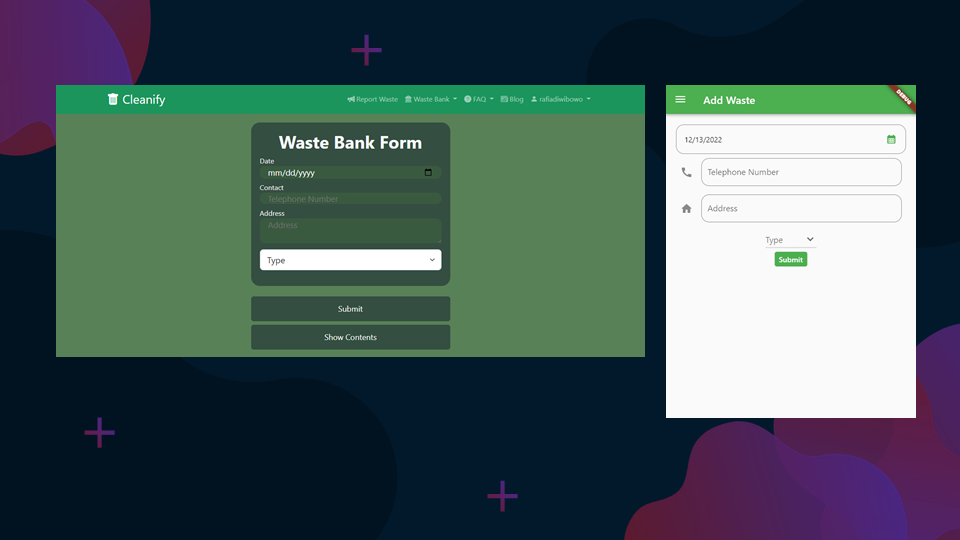 Cleanify
Report Waste
Waste Bank
FAQ
Blog
rafiadiwibowo
Waste Bank Form
Date
mm/dd/yyyy
Contact
Telephone Number
Address
Address
Type
Submit
Show Contents
Add Waste
DEBUG
12/13/2022
Telephone Number
Address
Type
Submit